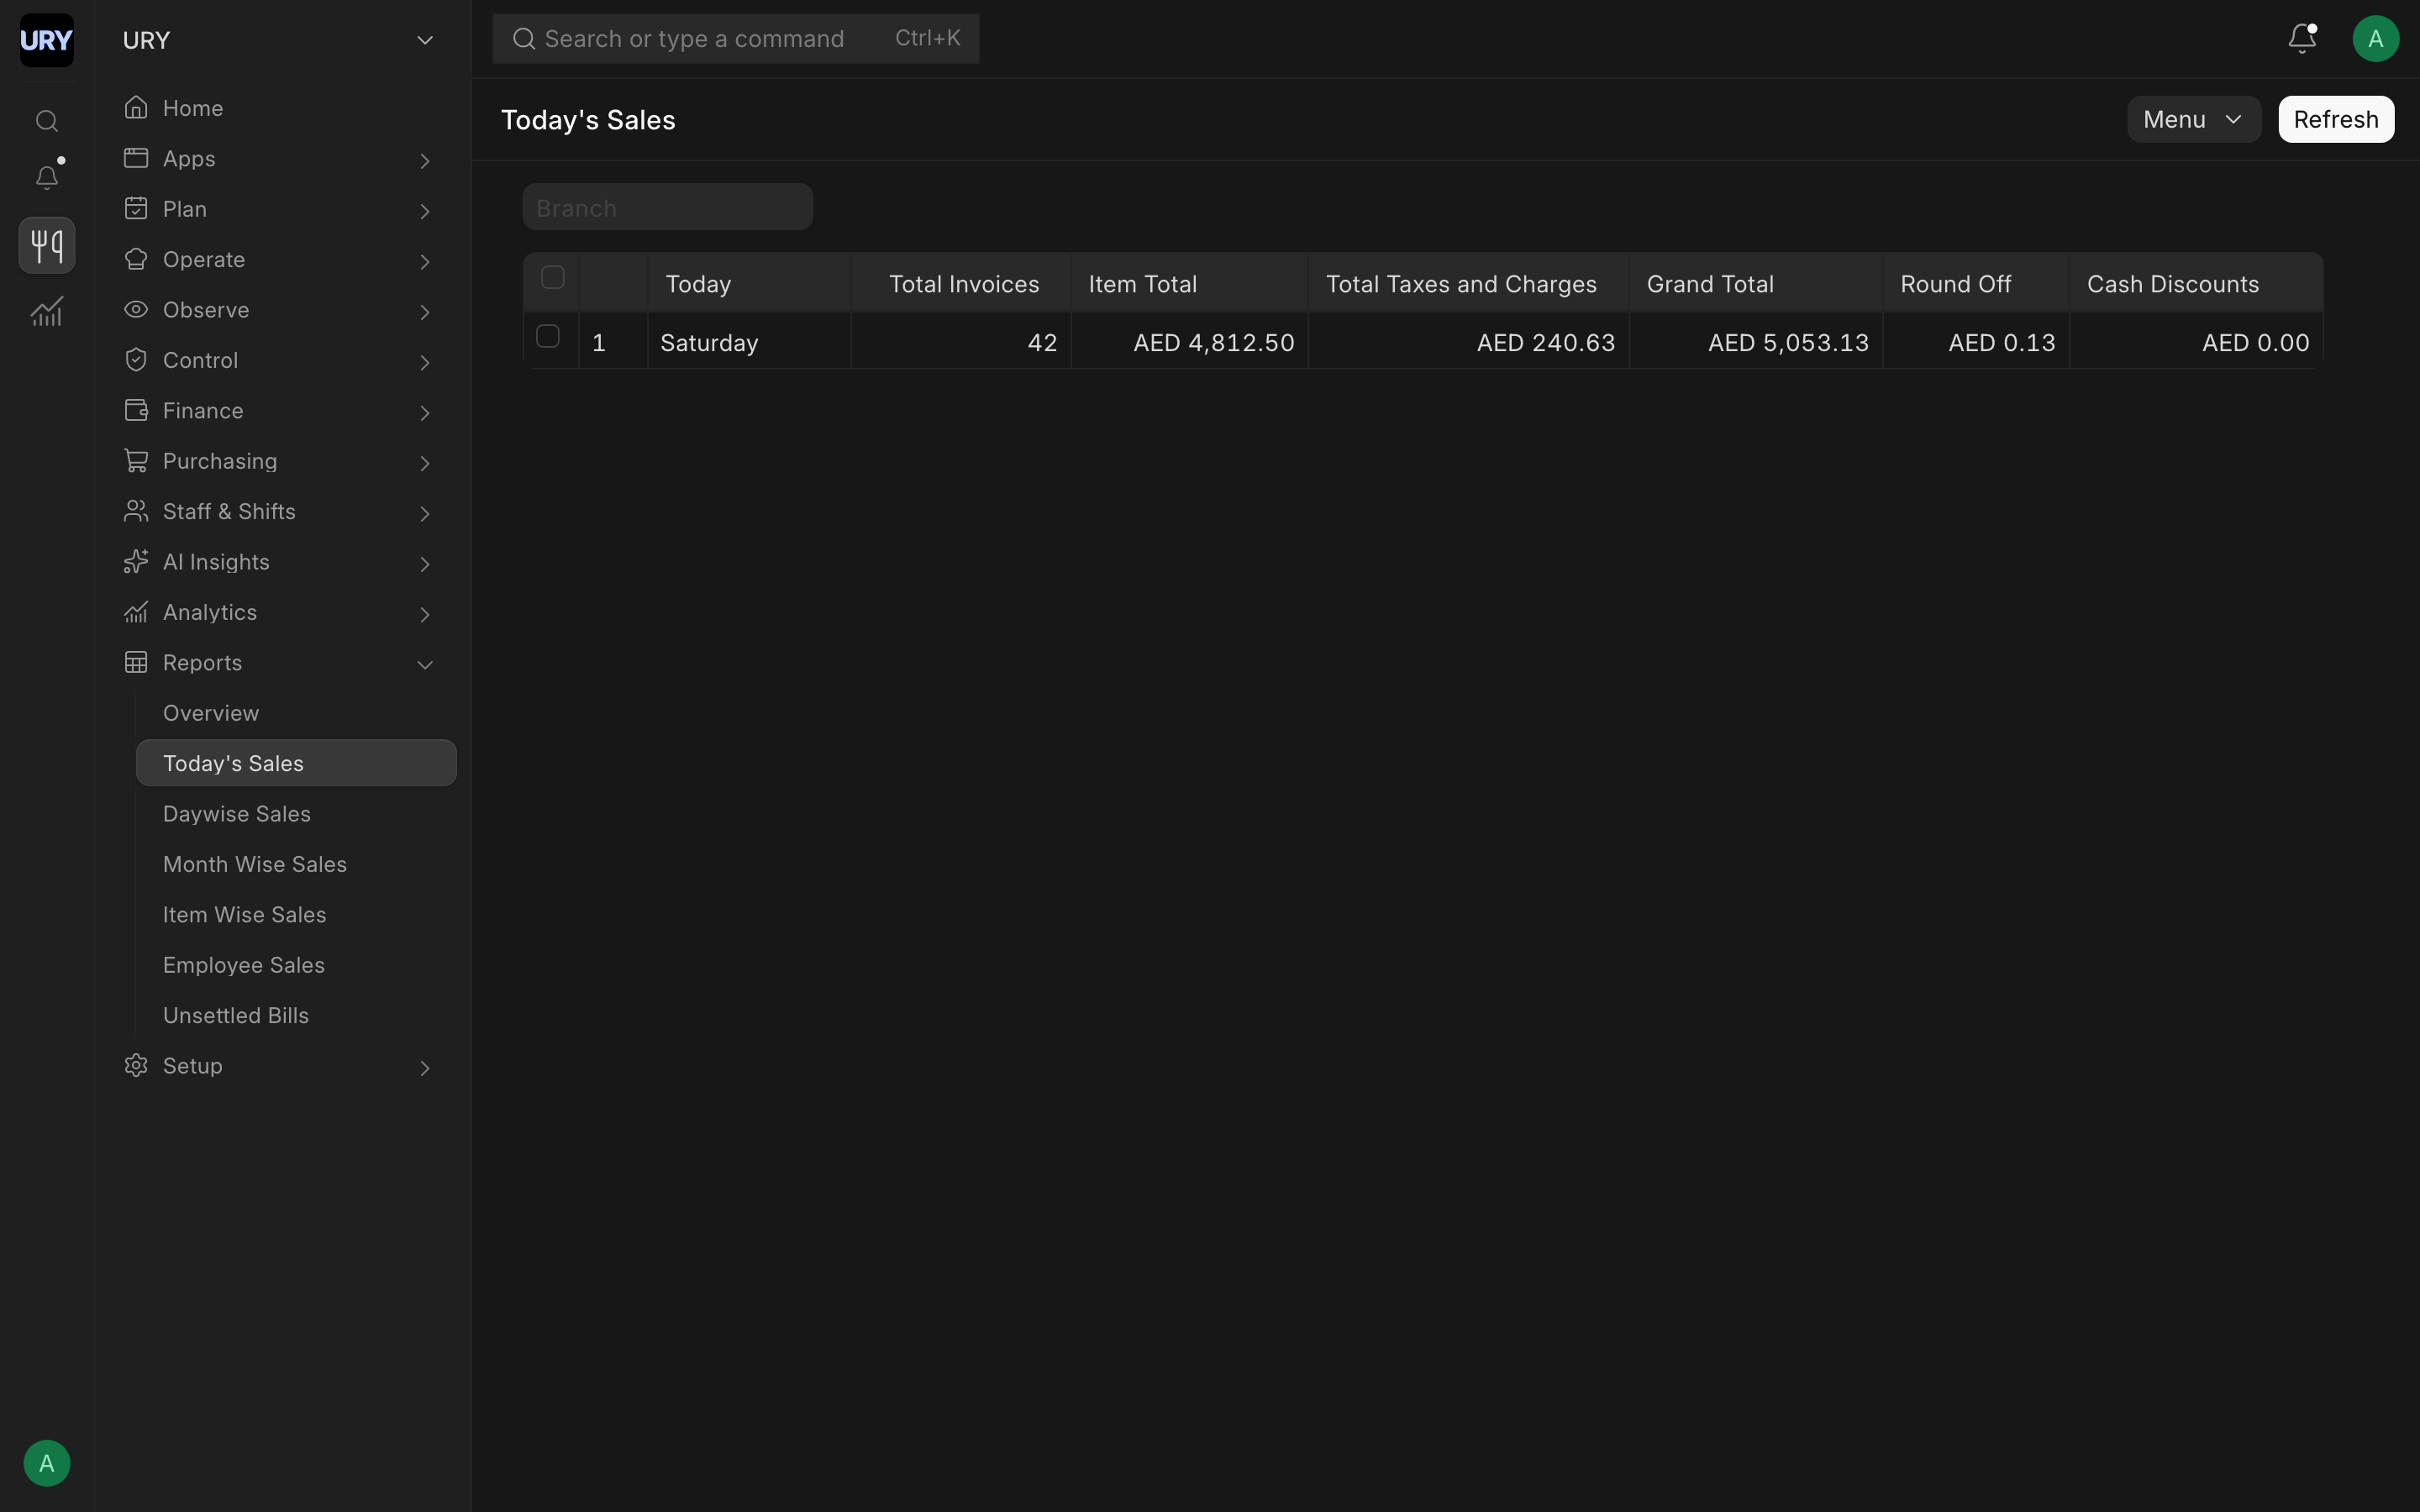 URY
URY
Search or type a command Ctrl+K
A
Home
Apps
Plan
Operate
Observe
Control
Finance
Purchasing
Staff & Shifts
AI Insights
Analytics
Reports
Overview
Today's Sales
Daywise Sales
Month Wise Sales
Item Wise Sales
Employee Sales
Unsettled Bills
Setup
A
Today's Sales
Menu
Refresh
Branch
Today Total Invoices Item Total Total Taxes and Charges Grand Total Round Off Cash Discounts
1 Saturday 42 AED 4,812.50 AED 240.63 AED 5,053.13 AED 0.13 AED 0.00